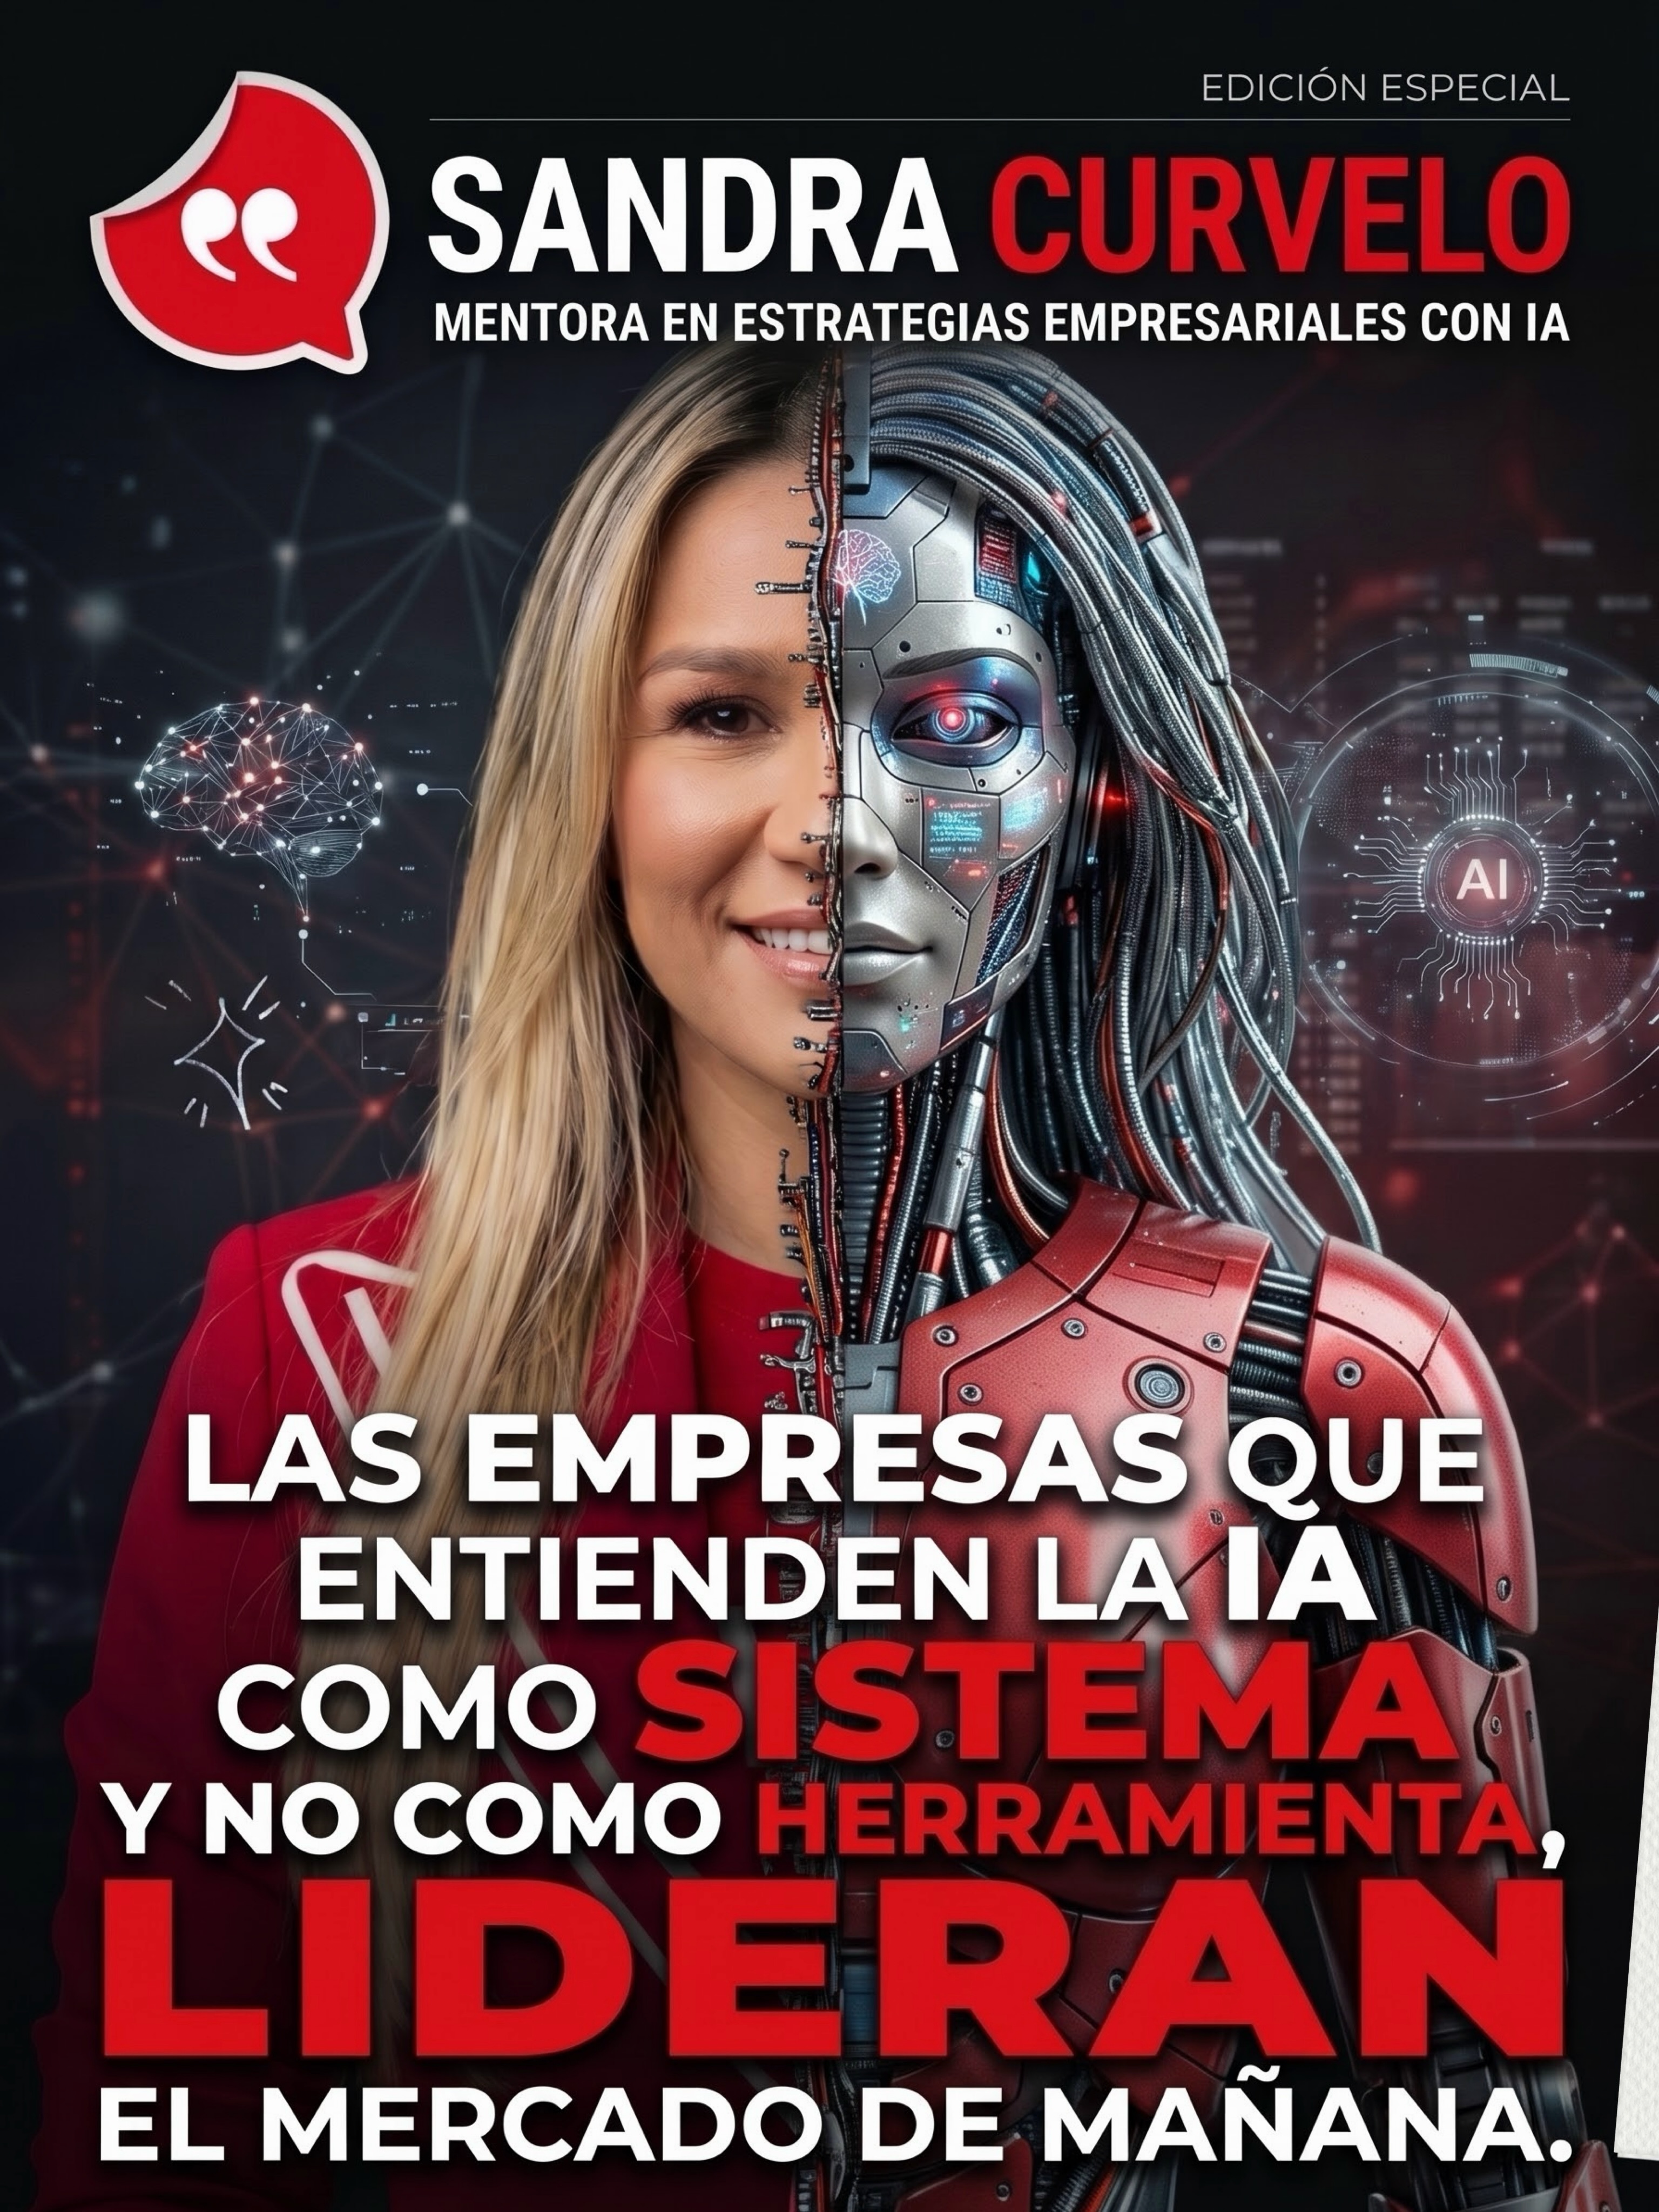 EDICIÓN ESPECIAL
SANDRA CURVELO
MENTORA EN ESTRATEGIAS EMPRESARIALES CON IA
AI
LAS EMPRESAS QUE
ENTIENDEN LA IA
COMO SISTEMA
Y NO COMO HERRAMIENTA,
LIDERAN
EL MERCADO DE MAÑANA.